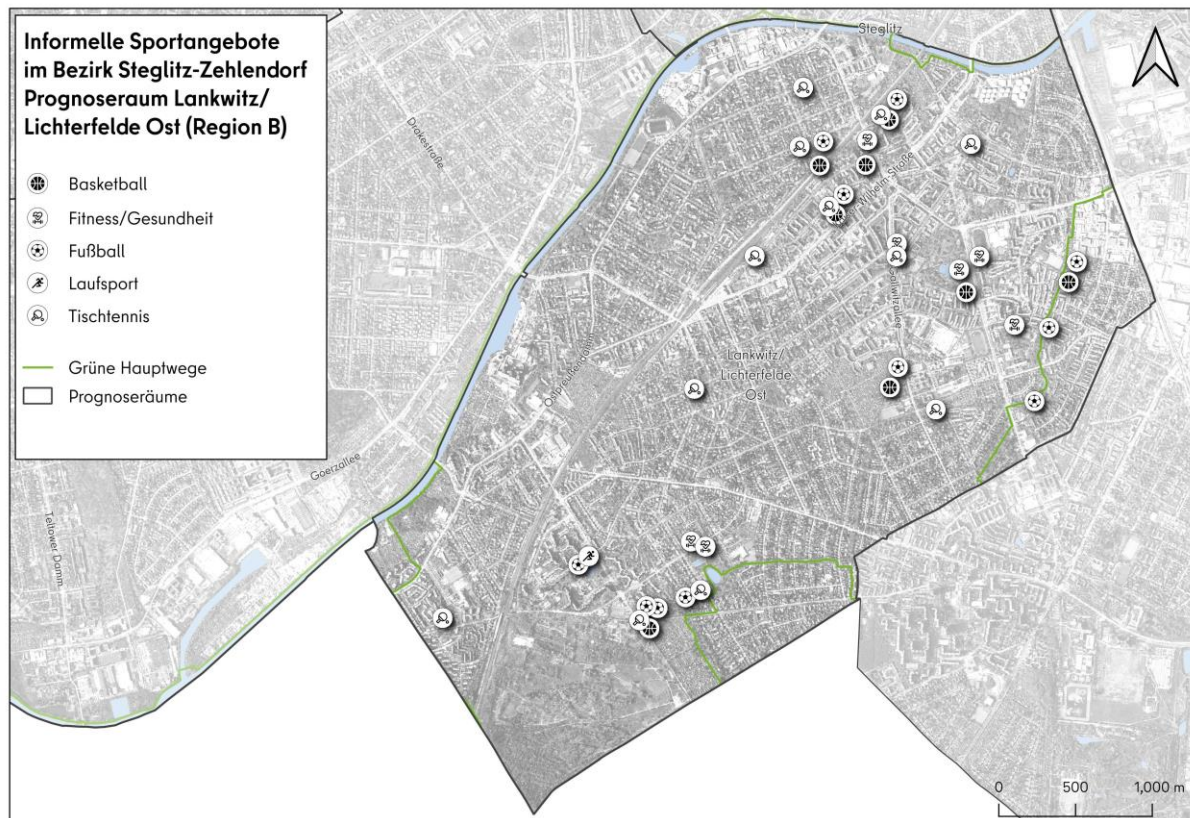 Informelle Sportangebote
im Bezirk Steglitz-Zehlendorf
Prognoseraum Lankwitz/
Lichterfelde Ost (Region B)
Basketball
Fitness/Gesundheit
Fußball
Laufsport
Tischtennis
Grüne Hauptwege
Prognoseräume
Steglitz
Drakestraße
Lankwitz/
Lichterfelde
Ost
Goerzallee
Teltower Damm
0 500 1,000 m